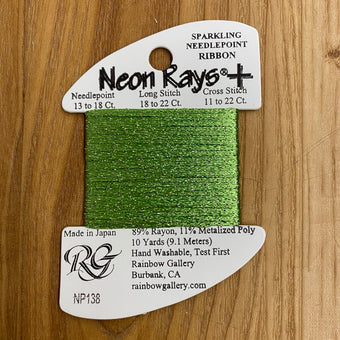 SPARKLING
NEEDLEPOINT
RIBBON
Neon Rays®+
Needlepoint Long Stitch Cross Stitch
13 to 18 Ct. 18 to 22 Ct. 11 to 22 Ct.
Made in Japan
89% Rayon, 11% Metalized Poly
10 Yards (9.1 Meters)
Hand Washable, Test First
Rainbow Gallery
Burbank, CA
rainbowgallery.com
RG
NP138